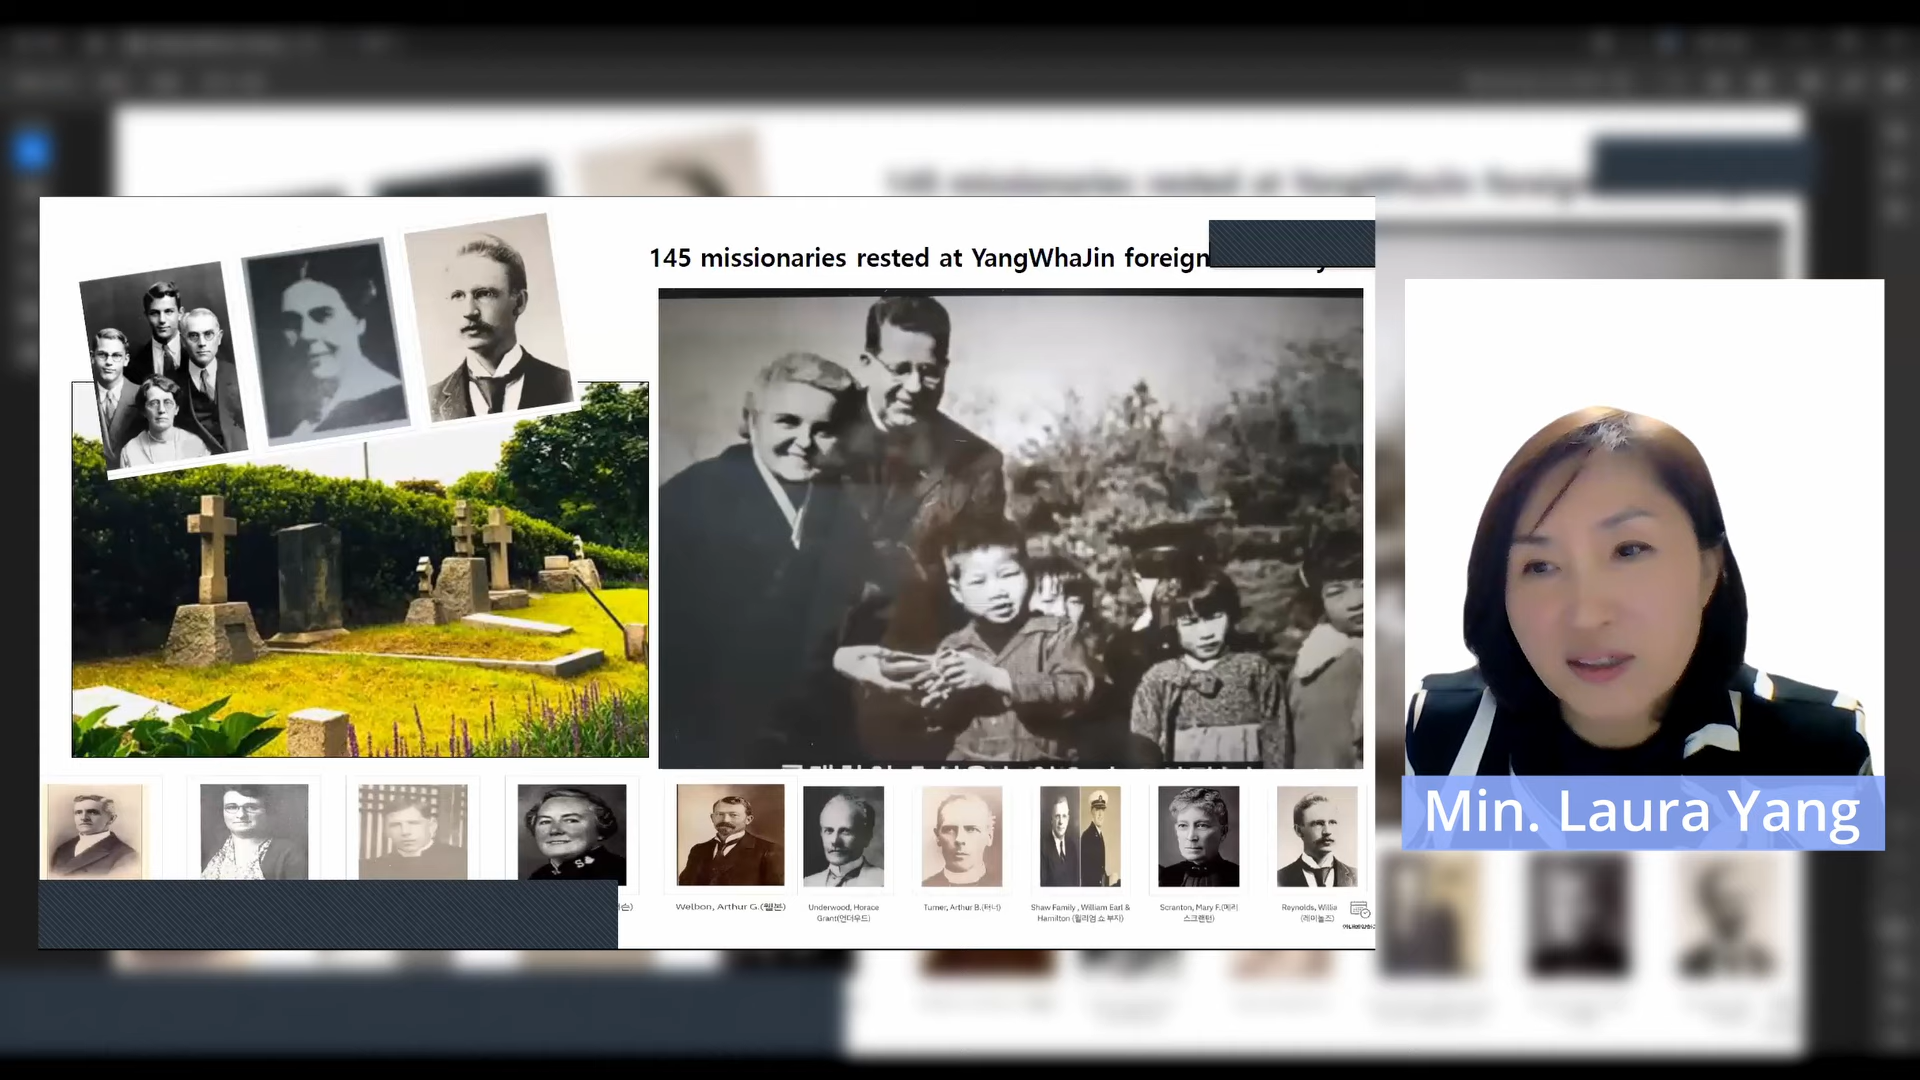 145 missionaries rested at YangWhaJin foreign
Min. Laura Yang
Welbon, Arthur G.(웰본)
Underwood, Horace
Grant(언더우드)
Turner, Arthur B.(터너)
Shaw Family , William Earl &
Hamilton (윌리엄 쇼 부자)
Scranton, Mary F.(메리
스크랜턴)
Reynolds, Willia
(레이놀즈)